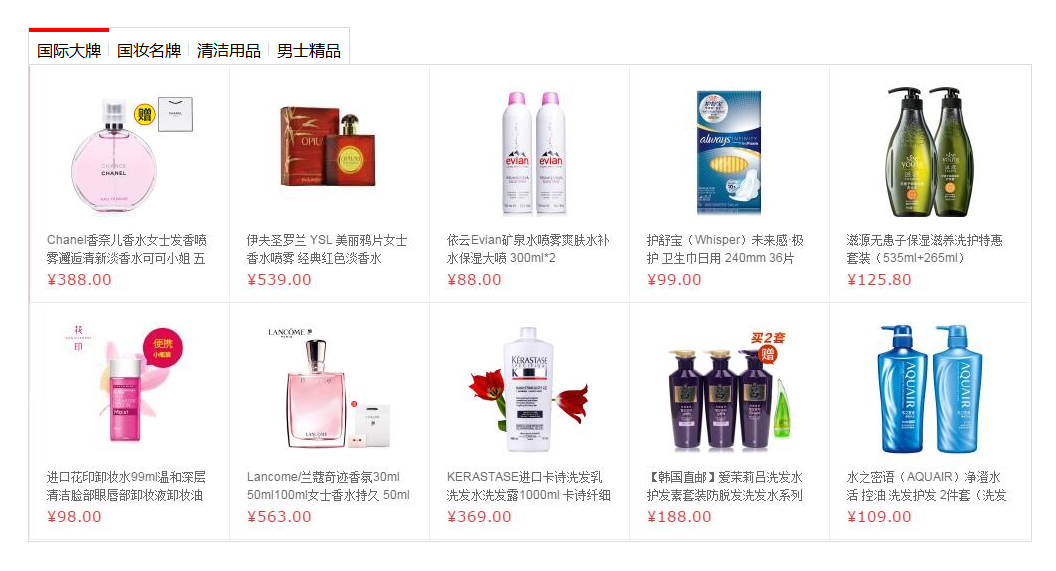 国际大牌
国妆名牌
清洁用品
男士精品
赠
CHANEL
CHANCE
CHANEL
OPIUM
evian
evian
护舒宝
always INFINITY
young
滋源
Chanel香奈儿香水女士发香喷
雾邂逅清新淡香水可可小姐 五
¥388.00
伊夫圣罗兰 YSL 美丽鸦片女士
香水喷雾 经典红色淡香水
¥539.00
依云Evian矿泉水喷雾爽肤水补
水保湿大喷 300ml*2
¥88.00
护舒宝（Whisper）未来感·极
护 卫生巾日用 240mm 36片
¥99.00
滋源无患子保湿滋养洗护特惠
套装（535ml+265ml）
¥125.80
花
印
便携
小瓶装
Moist
LANCÔME
PARIS
LANCÔME
KÉRASTASE
买2套
赠
AQUAIR
AQUAIR
进口花印卸妆水99ml温和深层
清洁脸部眼唇部卸妆液卸妆油
¥98.00
Lancome/兰蔻奇迹香氛30ml
50ml100ml女士香水持久 50ml
¥563.00
KERASTASE进口卡诗洗发乳
洗发水洗发露1000ml 卡诗纤细
¥369.00
【韩国直邮】爱茉莉吕洗发水
护发素套装防脱发洗发水系列
¥188.00
水之密语（AQUAIR）净澄水
活 控油 洗发护发 2件套（洗发
¥109.00